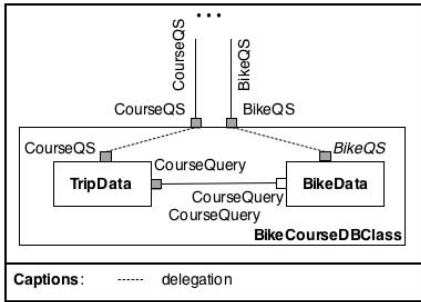 ...
CourseQS
BikeQS
CourseQS
BikeQS
CourseQS
BikeQS
CourseQuery
TripData
BikeData
CourseQuery
CourseQuery
BikeCourseDBClass
Captions: ------ delegation